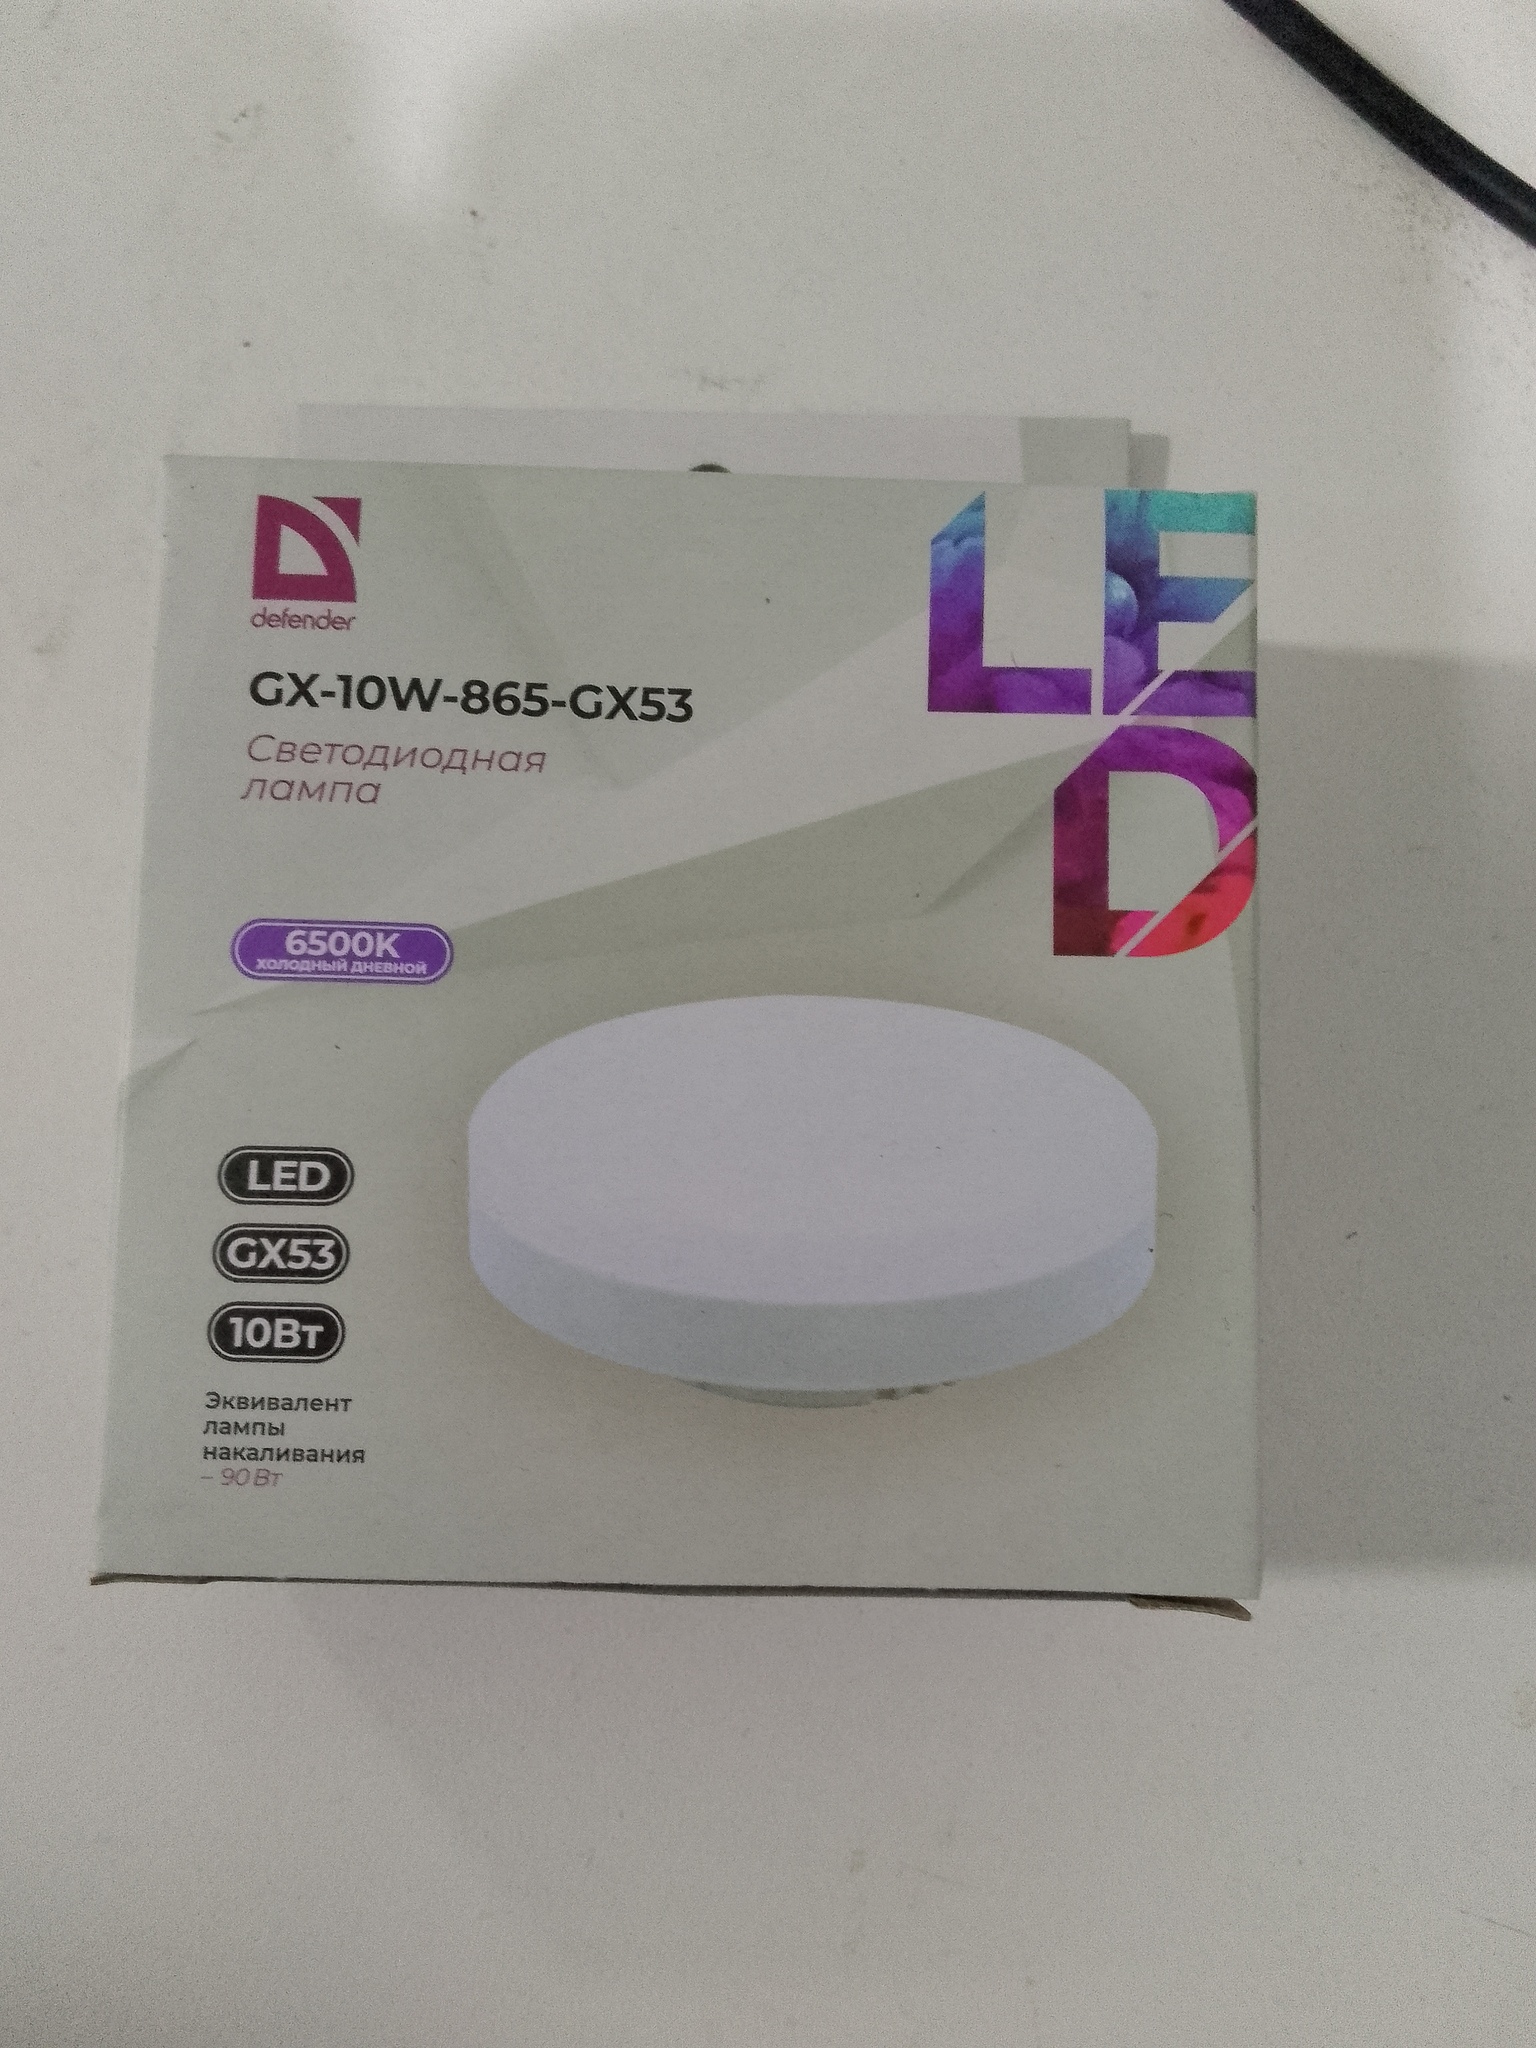 defender
LED
GX-10W-865-GX53
Светодиодная
лампа
6500K
ХОЛОДНЫЙ ДНЕВНОЙ
LED
GX53
10Вт
Эквивалент
лампы
накаливания
– 90 Вт